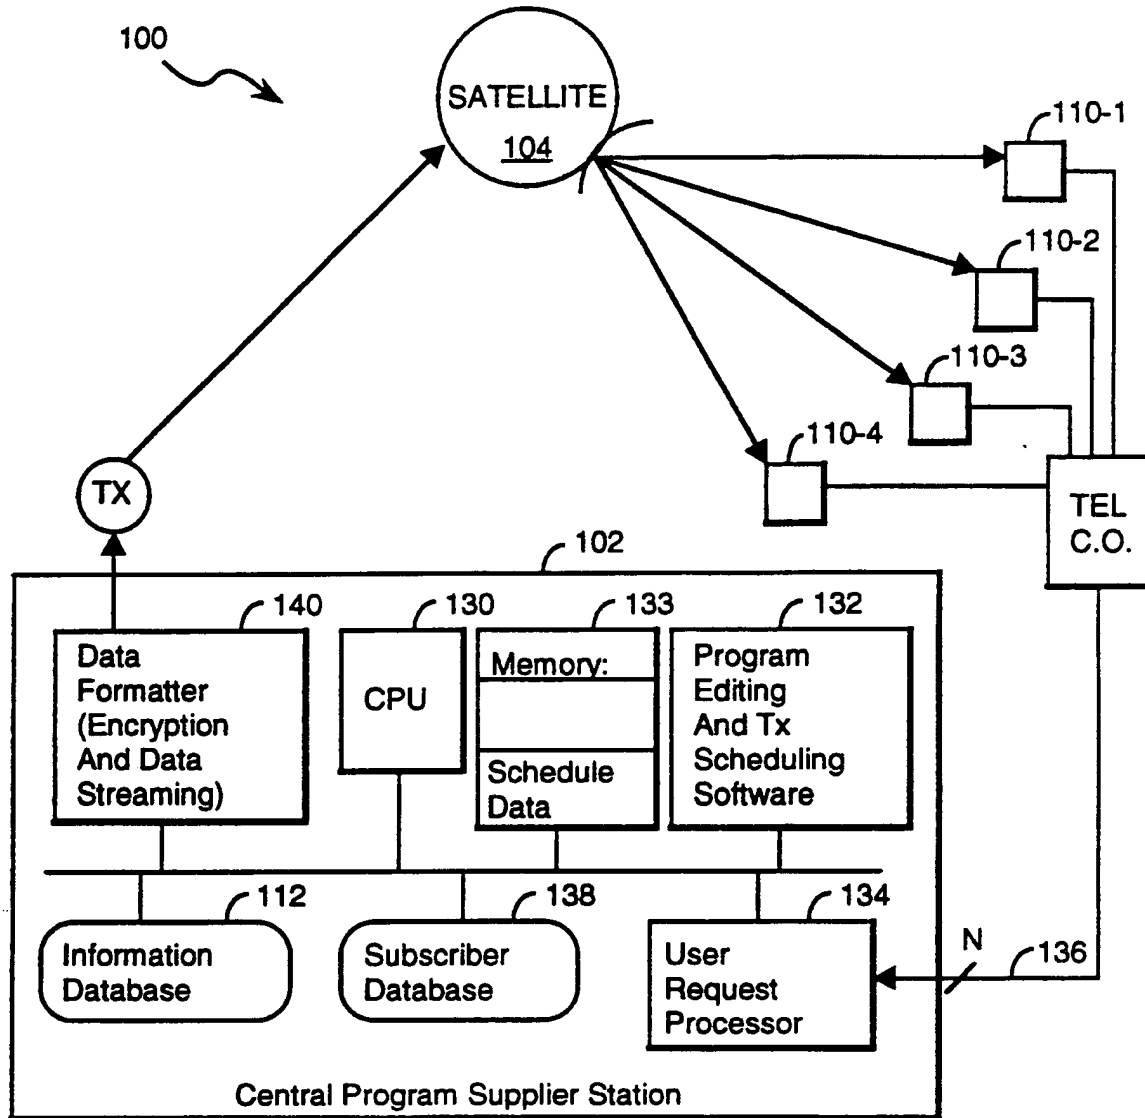 100
SATELLITE
104
110-1
110-2
110-3
110-4
TX
TEL
C.O.
102
140
130
133
132
Data
Formatter
(Encryption
And Data
Streaming)
CPU
Memory:
Schedule
Data
Program
Editing
And Tx
Scheduling
Software
112
138
134
Information
Database
Subscriber
Database
User
Request
Processor
N
136
Central Program Supplier Station